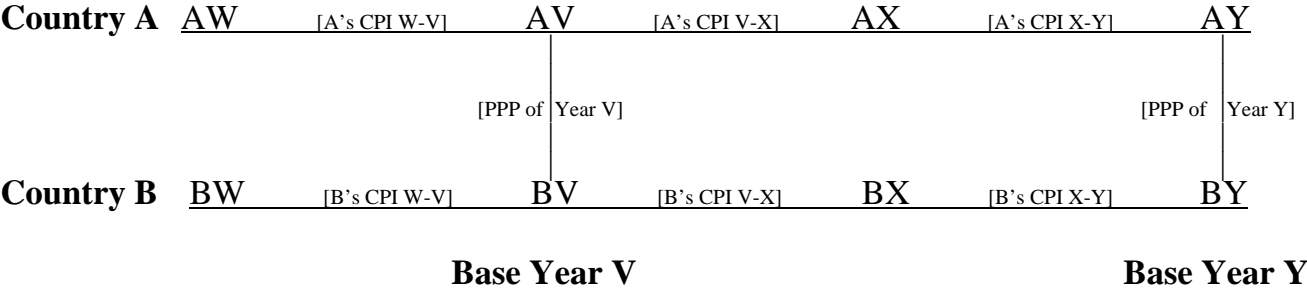 Country A AW [A’s CPI W-V] AV [A’s CPI V-X] AX [A’s CPI X-Y] AY
[PPP of Year V] [PPP of Year Y]
Country B BW [B’s CPI W-V] BV [B’s CPI V-X] BX [B’s CPI X-Y] BY
Base Year V Base Year Y